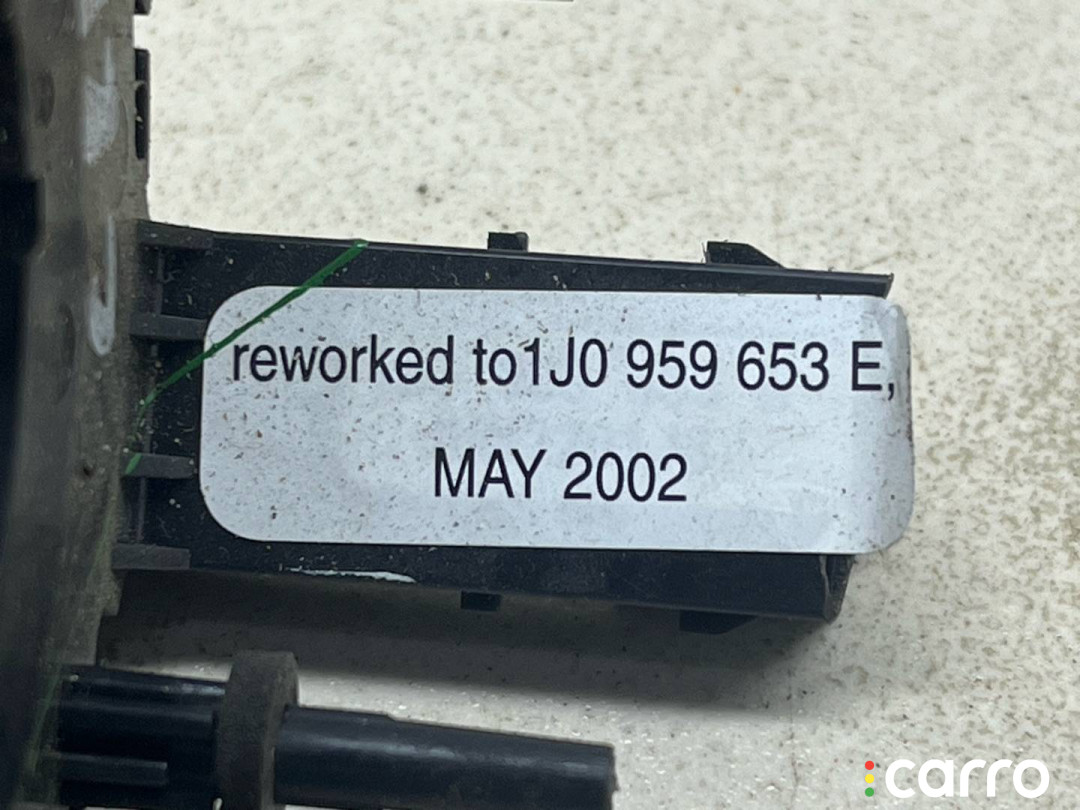 reworked to1J0 959 653 E,
MAY 2002
carro